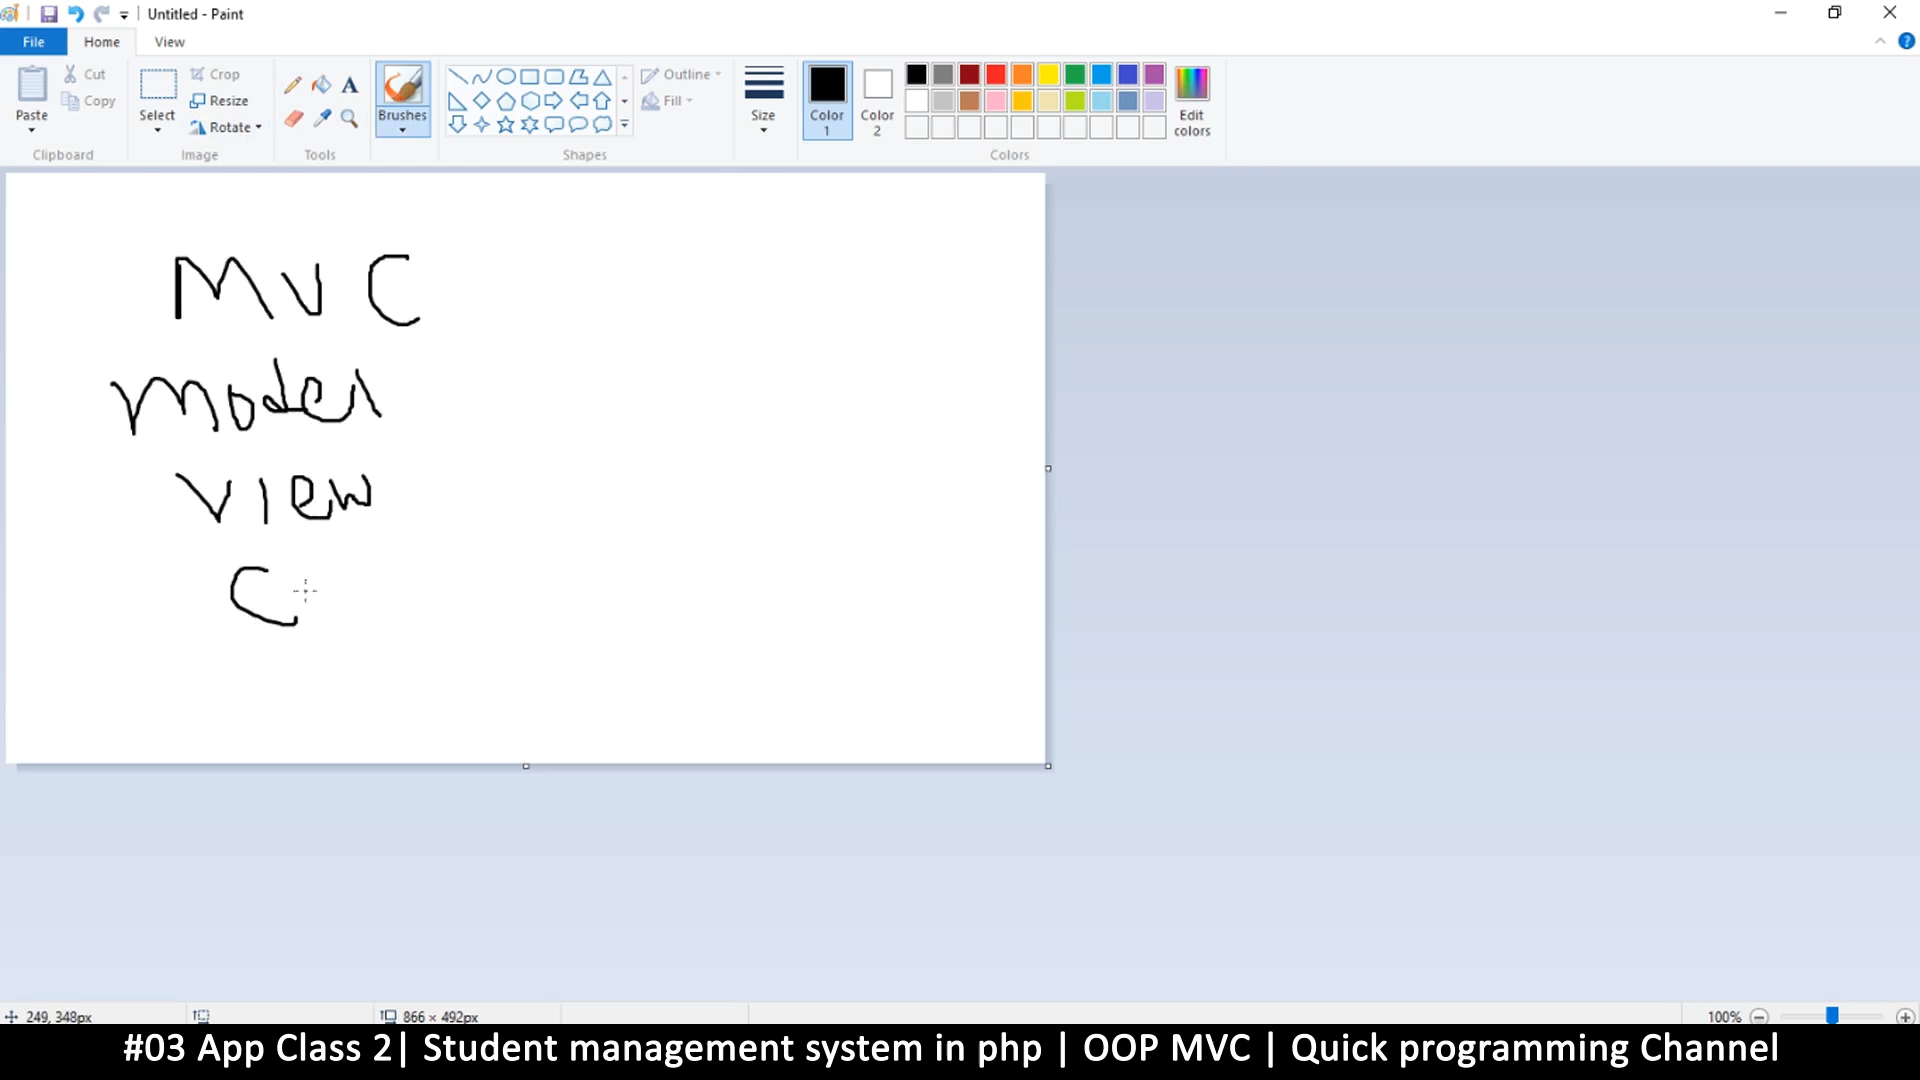 Untitled - Paint
File Home View
Paste
Cut
Copy
Clipboard
Select
Crop
Resize
Rotate
Image
A
Tools
Brushes
Shapes
Outline
Fill
Size
Color 1
Color 2
Edit colors
Colors
MVC
model
view
C
249, 348px
866 × 492px
100%
#03 App Class 2| Student management system in php | OOP MVC | Quick programming Channel